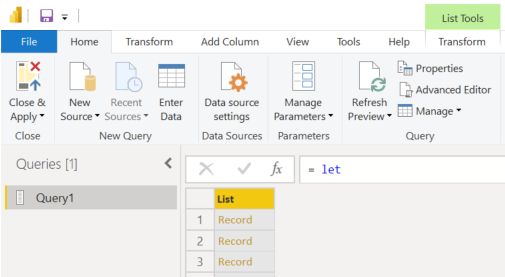 List Tools
File Home Transform Add Column View Tools Help Transform
Close & Apply
New Source
Recent Sources
Enter Data
Data source settings
Manage Parameters
Refresh Preview
Properties
Advanced Editor
Manage
Close New Query Data Sources Parameters Query
Queries [1]
fx = let
Query1
List
1 Record
2 Record
3 Record